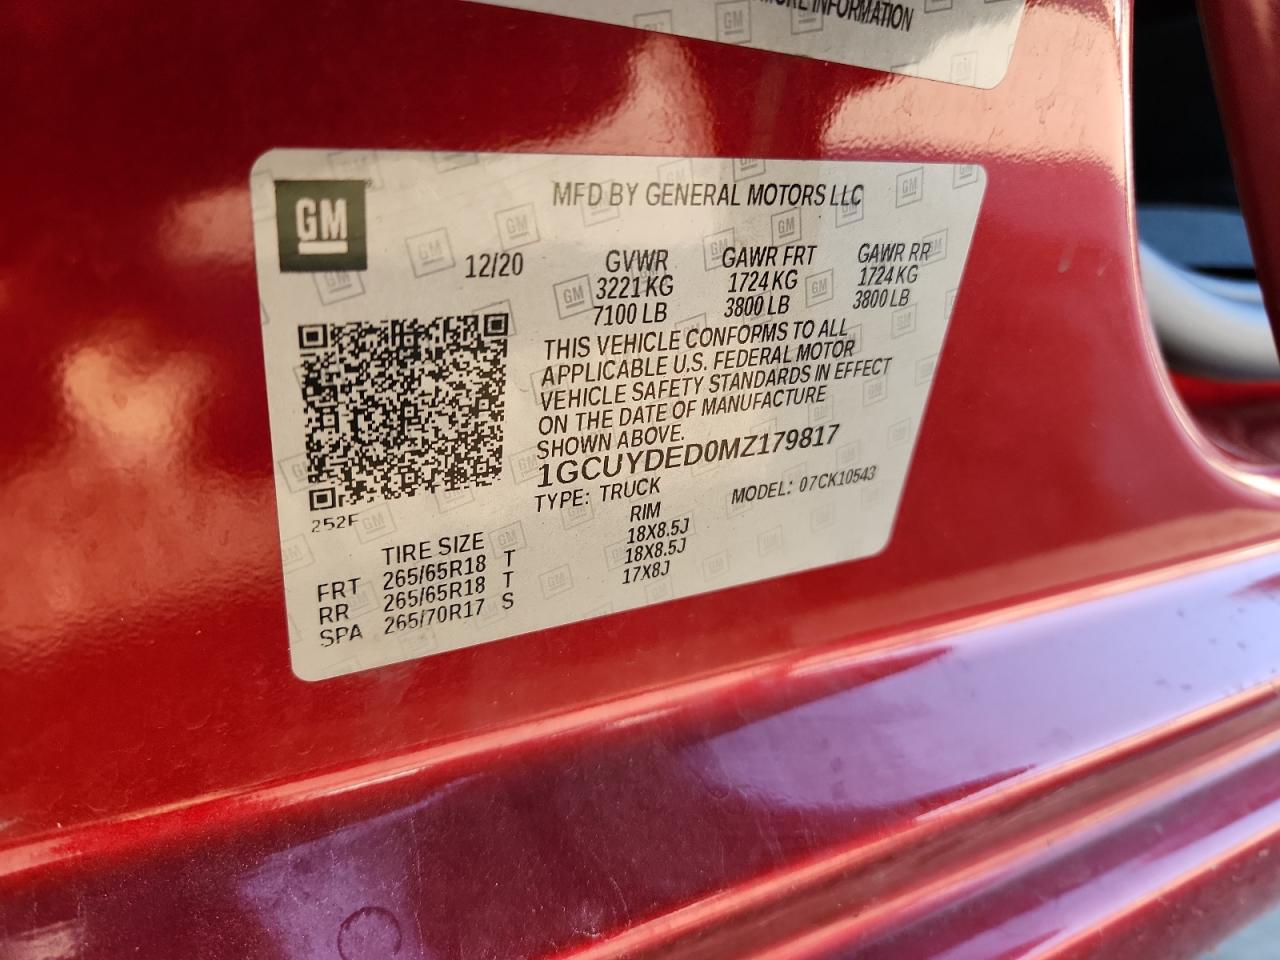 MORE INFORMATION
GM
MFD BY GENERAL MOTORS LLC
12/20 GVWR GAWR FRT GAWR RR
3221 KG 1724 KG 1724 KG
7100 LB 3800 LB 3800 LB
THIS VEHICLE CONFORMS TO ALL
APPLICABLE U.S. FEDERAL MOTOR
VEHICLE SAFETY STANDARDS IN EFFECT
ON THE DATE OF MANUFACTURE
SHOWN ABOVE.
1GCUYDED0MZ179817
TYPE: TRUCK MODEL: 07CK10543
252F
TIRE SIZE RIM
FRT 265/65R18 T 18X8.5J
RR 265/65R18 T 18X8.5J
SPA 265/70R17 S 17X8J